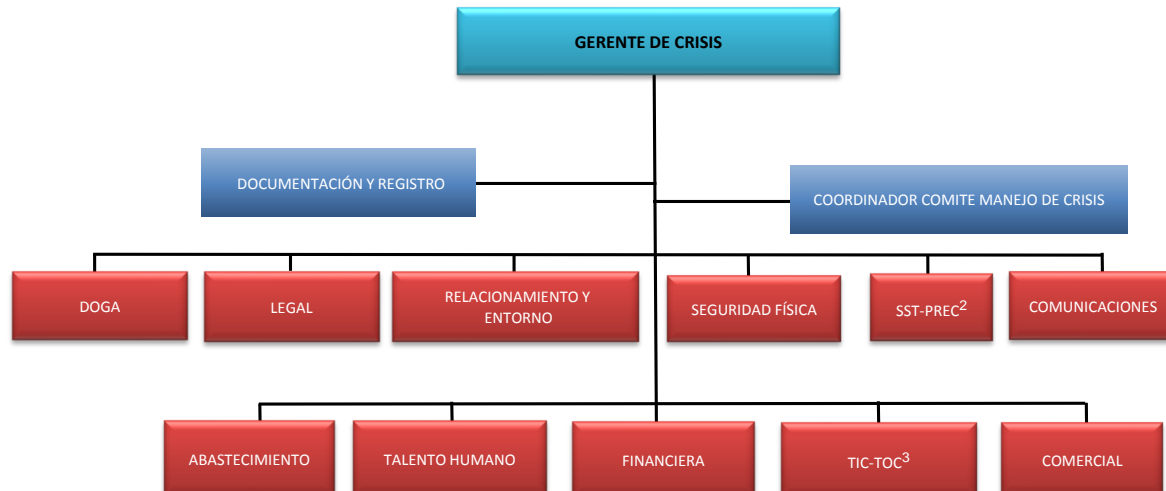 GERENTE DE CRISIS
DOCUMENTACIÓN Y REGISTRO
COORDINADOR COMITE MANEJO DE CRISIS
DOGA
LEGAL
RELACIONAMIENTO Y
ENTORNO
SEGURIDAD FÍSICA
SST-PREC2
COMUNICACIONES
ABASTECIMIENTO
TALENTO HUMANO
FINANCIERA
TIC-TOC3
COMERCIAL